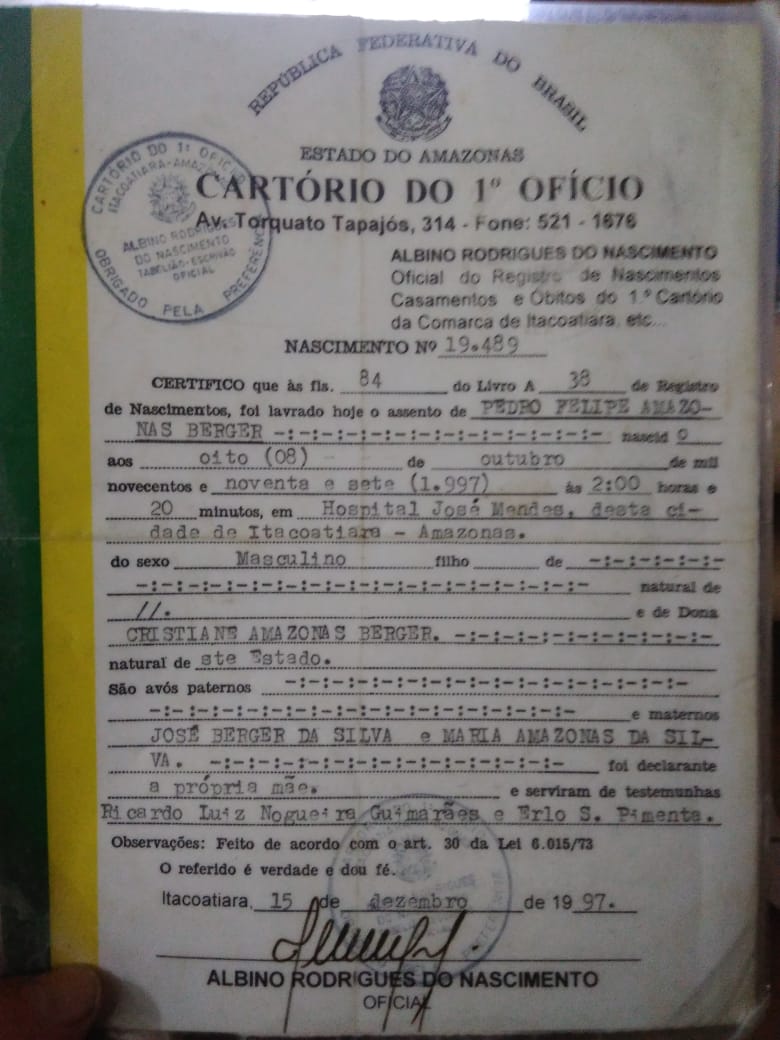 REPÚBLICA FEDERATIVA DO BRASIL
ESTADO DO AMAZONAS
CARTÓRIO DO 1º OFÍCIO
Av. Torquato Tapajós, 314 - Fone: 521 - 1676
CARTÓRIO DO 1º OFÍCIO
ITACOATIARA-AMAZONAS
ALBINO RODRIGUES
DO NASCIMENTO
TABELIÃO-ESCRIVÃO
OFICIAL
OBRIGADO PELA PREFERÊN
ALBINO RODRIGUES DO NASCIMENTO
Oficial do Registro de Nascimentos
Casamentos e Óbitos do 1.º Cartório
da Comarca de Itacoatiara, etc...
NASCIMENTO Nº 19.489
CERTIFICO que às fls. 84 do Livro A 38 de Registro
de Nascimentos, foi lavrado hoje o assento de PEDRO FELIPE AMAZO-
NAS BERGER -:-:-:-:-:-:-:-:-:-:-:-:-:- nascid o
aos oito (08) de outubro de mil
novecentos e noventa e sete (1.997) às 2:00 horas e
20 minutos, em Hospital José Mendes, desta ci-
dade de Itacoatiara - Amazonas.
do sexo Masculino filho de -:-:-:-:-:-
-:-:-:-:-:-:-:-:-:-:-:-:-:-:-:-:-:-:- natural de
//. e de Dona
CRISTIANE AMAZONAS BERGER. -:-:-:-:-:-:-:-:-:-:-
natural de ste Estado.
São avós paternos -:-:-:-:-:-:-:-:-:-:-:-:-:-:-:-
-:-:-:-:-:-:-:-:-:-:-:-:-:-:-:-:- e maternos
JOSÉ BERGER DA SILVA e MARIA AMAZONAS DA SIL-
VA. -:-:-:-:-:-:-:-:-:-:-:-:-:- foi declarante
a própria mãe. e serviram de testemunhas
Ricardo Luiz Nogueira Guimarães e Erlo S. Pimenta.
Observações: Feito de acordo com o art. 30 da Lei 6.015/73
O referido é verdade e dou fé.
Itacoatiara, 15 de dezembro de 1997.
ALBINO RODRIGUES DO NASCIMENTO
OFICIAL